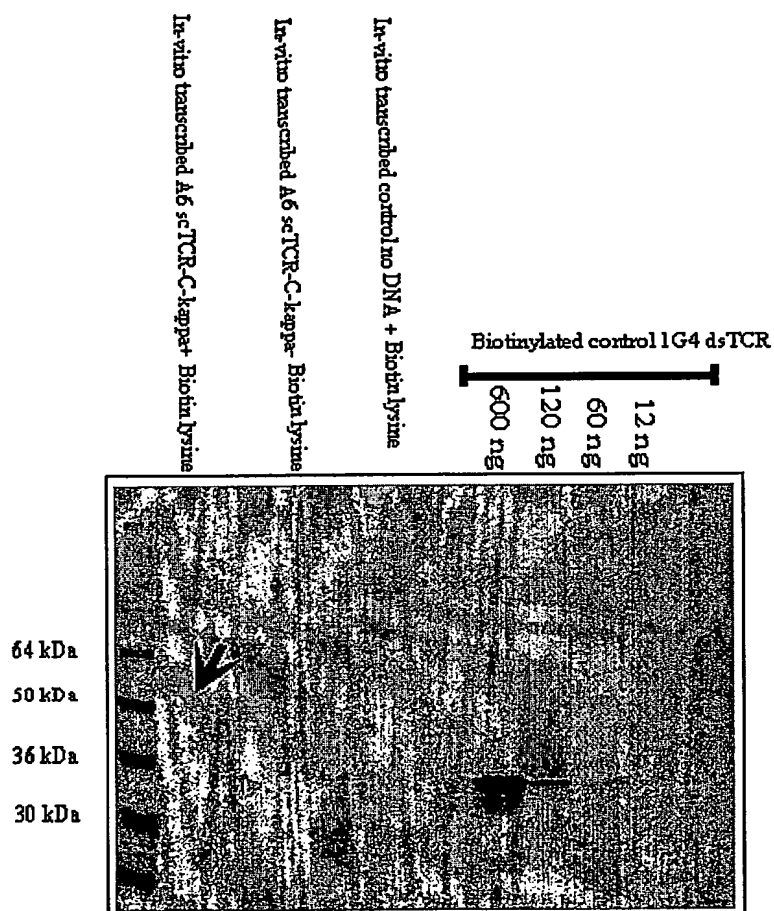 In-vitro transcribed A6 scTCR-C-kappa+ Biotin lysine
In-vitro transcribed A6 scTCR-C-kappa- Biotin lysine
In-vitro transcribed control no DNA + Biotin lysine
Biotinylated control 1G4 dsTCR
600 ng
120 ng
60 ng
12 ng
64 kDa
50 kDa
36 kDa
30 kDa